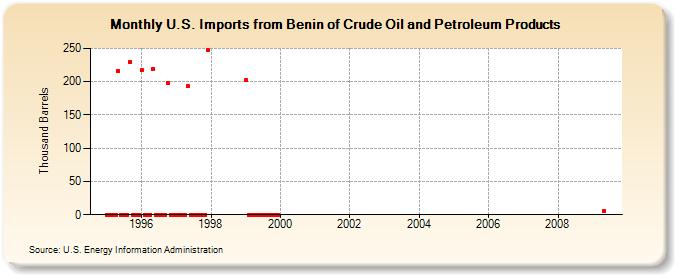 Monthly U.S. Imports from Benin of Crude Oil and Petroleum Products
Thousand Barrels
250
200
150
100
50
0
1996 1998 2000 2002 2004 2006 2008
Source: U.S. Energy Information Administration